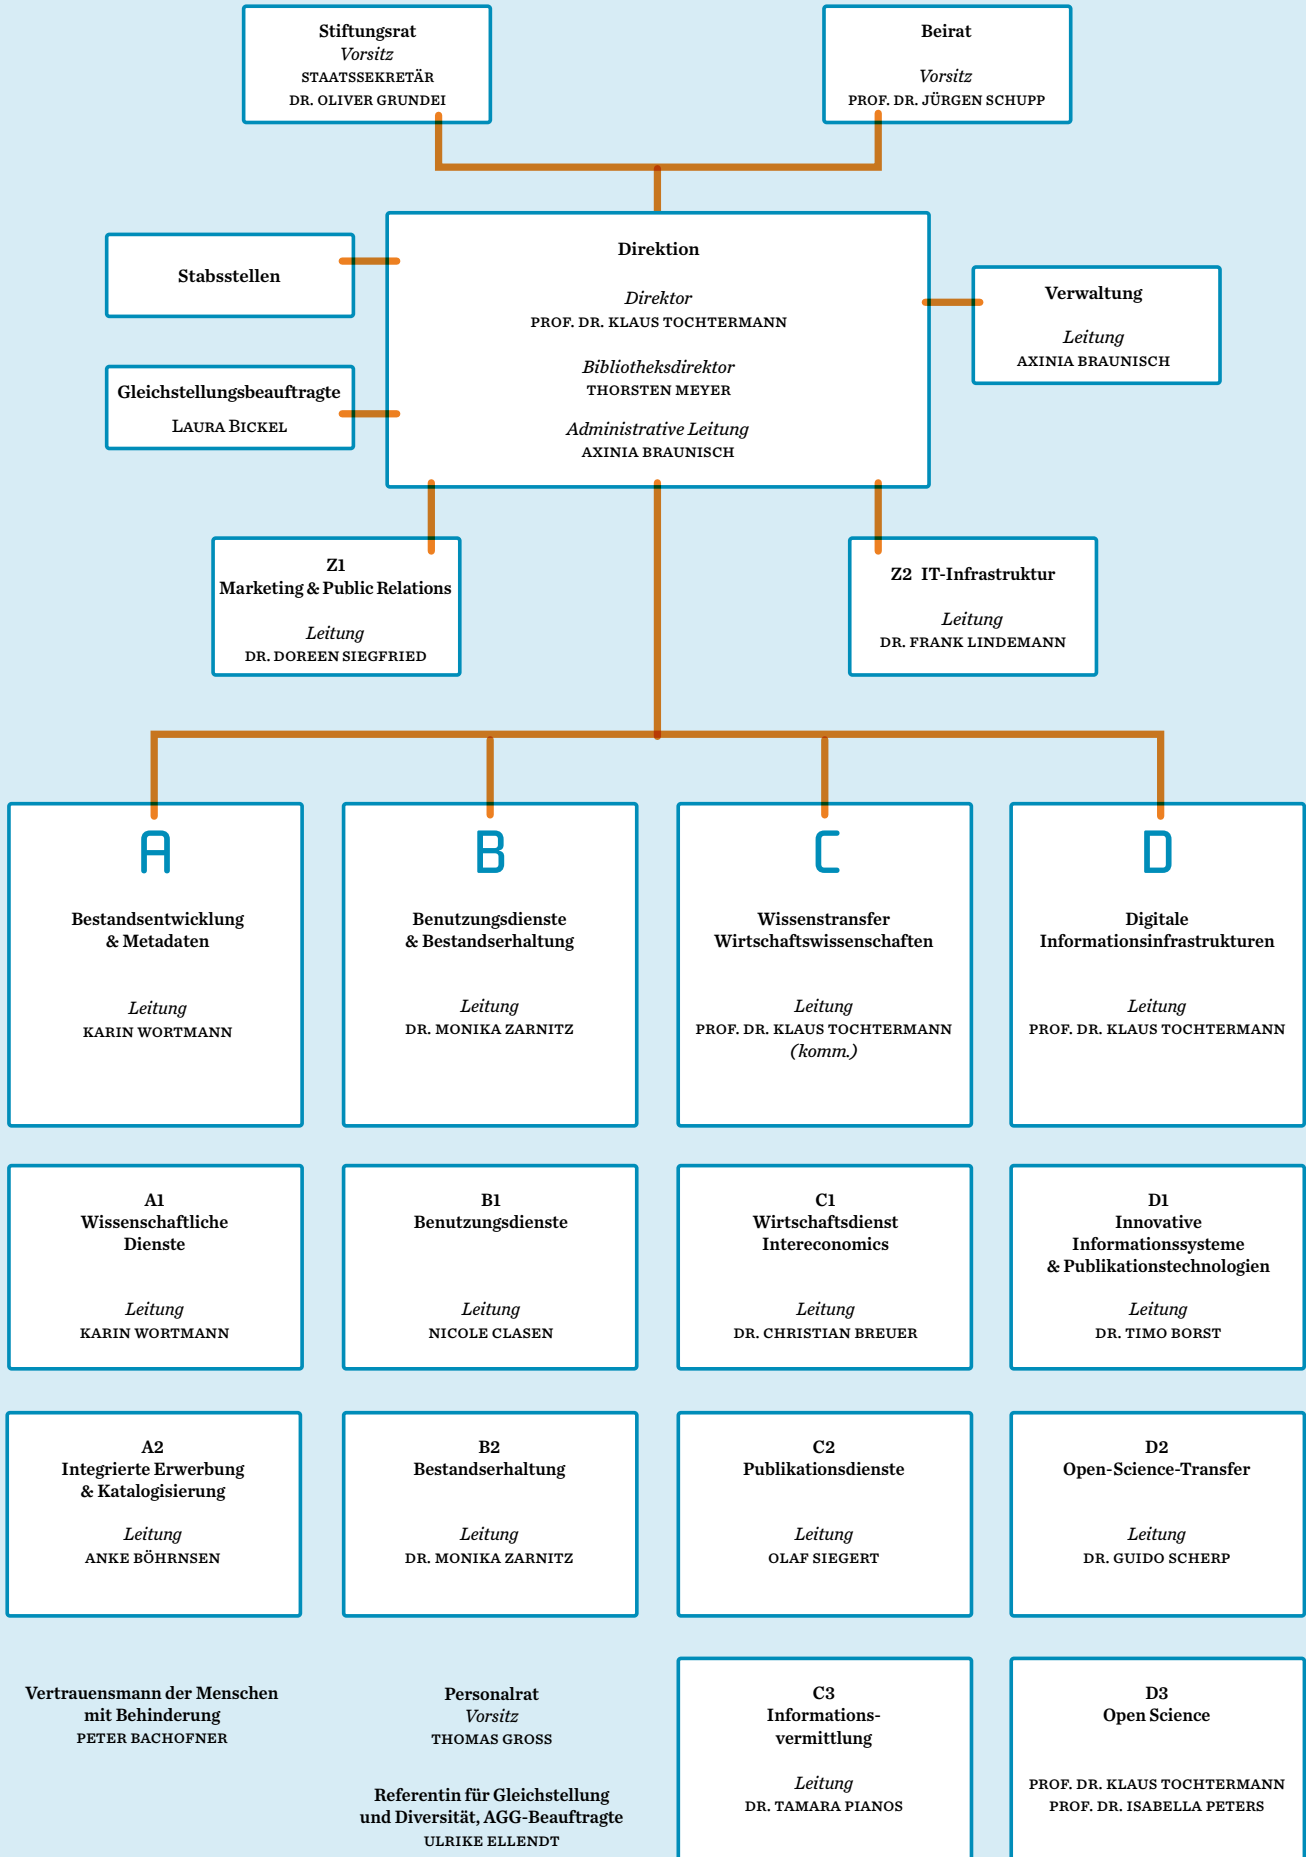 Stiftungsrat
Vorsitz
STAATSSEKRETÄR
DR. OLIVER GRUNDEI
Beirat
Vorsitz
PROF. DR. JÜRGEN SCHUPP
Direktion
Direktor
PROF. DR. KLAUS TOCHTERMANN
Bibliotheksdirektor
THORSTEN MEYER
Administrative Leitung
AXINIA BRAUNISCH
Stabsstellen
Gleichstellungsbeauftragte
LAURA BICKEL
Verwaltung
Leitung
AXINIA BRAUNISCH
Z1
Marketing & Public Relations
Leitung
DR. DOREEN SIEGFRIED
Z2 IT-Infrastruktur
Leitung
DR. FRANK LINDEMANN
A
Bestandsentwicklung
& Metadaten
Leitung
KARIN WORTMANN
B
Benutzungsdienste
& Bestandserhaltung
Leitung
DR. MONIKA ZARNITZ
C
Wissenstransfer
Wirtschaftswissenschaften
Leitung
PROF. DR. KLAUS TOCHTERMANN
(komm.)
D
Digitale
Informationsinfrastrukturen
Leitung
PROF. DR. KLAUS TOCHTERMANN
A1
Wissenschaftliche
Dienste
Leitung
KARIN WORTMANN
B1
Benutzungsdienste
Leitung
NICOLE CLASEN
C1
Wirtschaftsdienst
Intereconomics
Leitung
DR. CHRISTIAN BREUER
D1
Innovative
Informationssysteme
& Publikationstechnologien
Leitung
DR. TIMO BORST
A2
Integrierte Erwerbung
& Katalogisierung
Leitung
ANKE BÖHRNSEN
B2
Bestandserhaltung
Leitung
DR. MONIKA ZARNITZ
C2
Publikationsdienste
Leitung
OLAF SIEGERT
D2
Open-Science-Transfer
Leitung
DR. GUIDO SCHERP
Vertrauensmann der Menschen
mit Behinderung
PETER BACHOFNER
Personalrat
Vorsitz
THOMAS GROSS
Referentin für Gleichstellung
und Diversität, AGG-Beauftragte
ULRIKE ELLENDT
C3
Informations-
vermittlung
Leitung
DR. TAMARA PIANOS
D3
Open Science
PROF. DR. KLAUS TOCHTERMANN
PROF. DR. ISABELLA PETERS